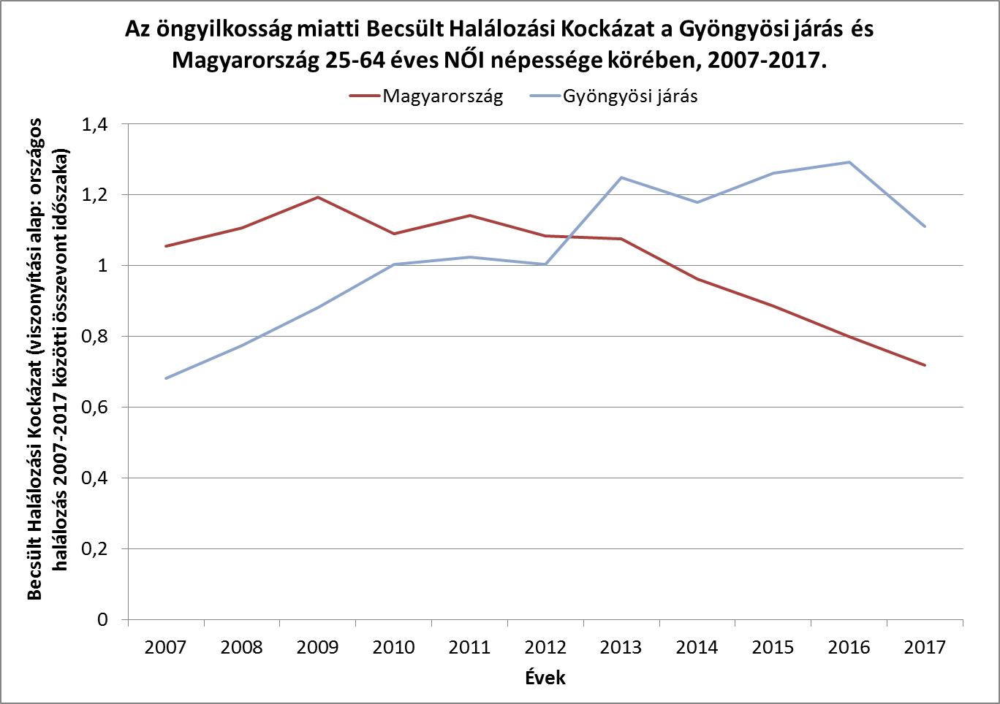 Az öngyilkosság miatti Becsült Halálozási Kockázat a Gyöngyösi járás és
Magyarország 25-64 éves NŐI népessége körében, 2007-2017.
Magyarország Gyöngyösi járás
Becsült Halálozási Kockázat (viszonyítási alap: országos
halálozás 2007-2017 közötti összevont időszaka)
1,4
1,2
1
0,8
0,6
0,4
0,2
0
2007 2008 2009 2010 2011 2012 2013 2014 2015 2016 2017
Évek